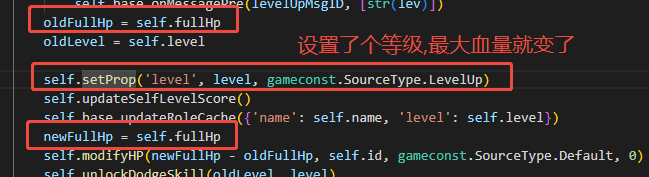 self.base.onMessagePre(levelUpMsgID, [str(lev)])
oldFullHp = self.fullHp
oldLevel = self.level
设置了个等级,最大血量就变了
self.setProp('level', level, gameconst.SourceType.LevelUp)
self.updateSelfLevelScore()
self.base.updateRoleCache({'name': self.name, 'level': self.level})
newFullHp = self.fullHp
self.modifyHP(newFullHp - oldFullHp, self.id, gameconst.SourceType.Default, 0)
self.unlockDodgeSkill(oldLevel, level)